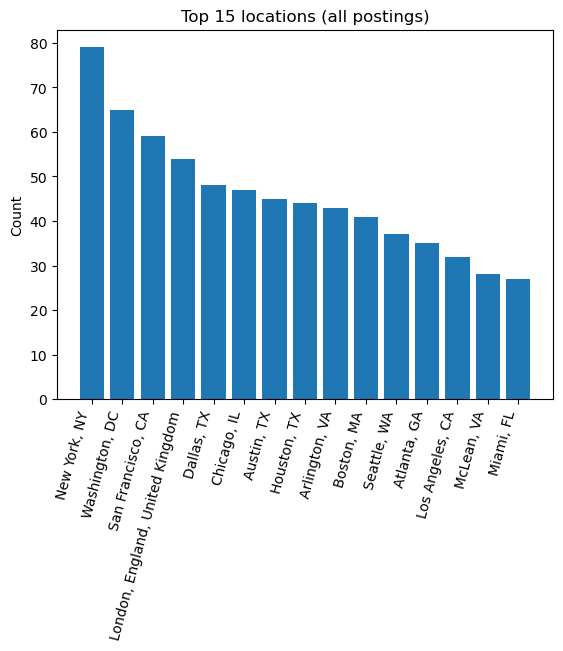 Top 15 locations (all postings)
80
70
60
50
40
30
20
10
0
Count
New York, NY
Washington, DC
San Francisco, CA
London, England, United Kingdom
Dallas, TX
Chicago, IL
Austin, TX
Houston, TX
Arlington, VA
Boston, MA
Seattle, WA
Atlanta, GA
Los Angeles, CA
McLean, VA
Miami, FL